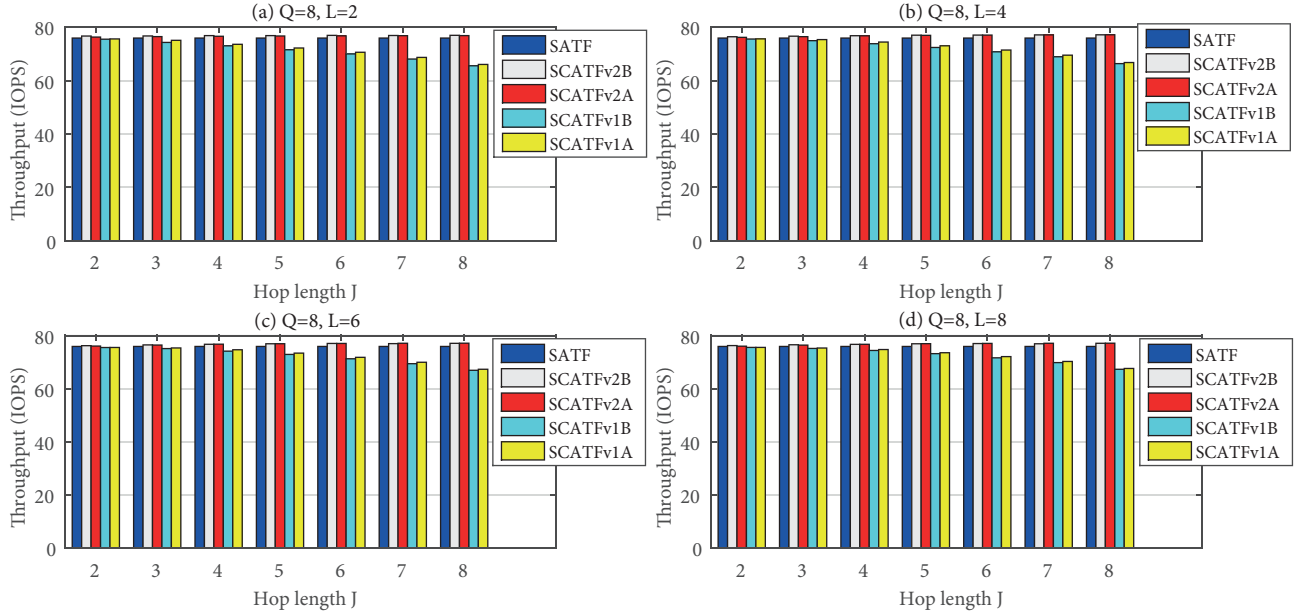 (a) Q=8, L=2
80
60
40
20
0
Throughput (IOPS)
2 3 4 5 6 7 8
Hop length J
SATF
SCATFv2B
SCATFv2A
SCATFv1B
SCATFv1A
(b) Q=8, L=4
80
60
40
20
0
Throughput (IOPS)
2 3 4 5 6 7 8
Hop length J
SATF
SCATFv2B
SCATFv2A
SCATFv1B
SCATFv1A
(c) Q=8, L=6
80
60
40
20
0
Throughput (IOPS)
2 3 4 5 6 7 8
Hop length J
SATF
SCATFv2B
SCATFv2A
SCATFv1B
SCATFv1A
(d) Q=8, L=8
80
60
40
20
0
Throughput (IOPS)
2 3 4 5 6 7 8
Hop length J
SATF
SCATFv2B
SCATFv2A
SCATFv1B
SCATFv1A